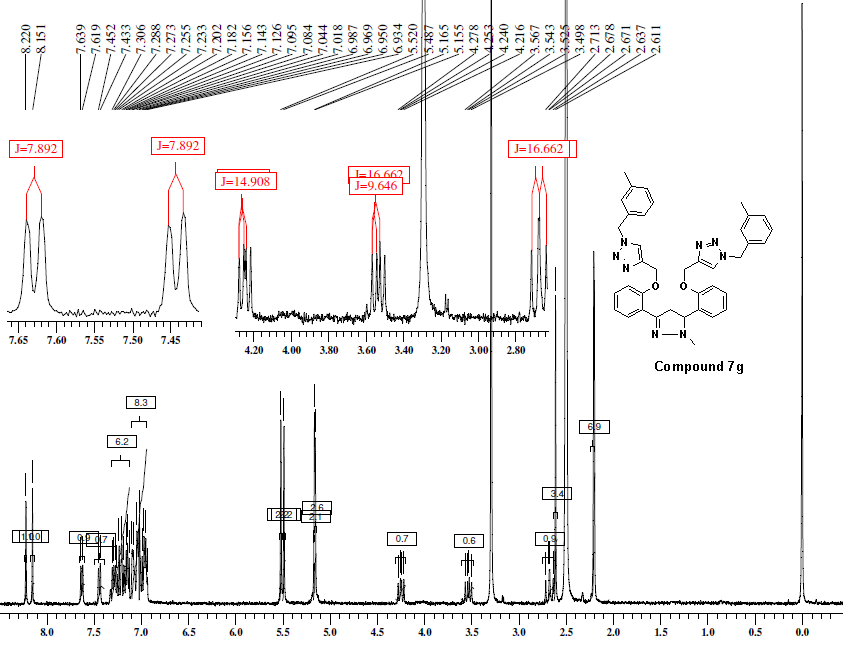 8.220 8.151 7.639 7.619 7.452 7.433 7.306 7.288 7.273 7.255 7.233 7.202 7.182 7.156 7.143 7.126 7.095 7.084 7.044 7.018 6.987 6.969 6.950 6.934 5.520 5.487 5.165 5.155 4.278 4.253 4.240 4.216 3.567 3.543 3.525 3.498 2.713 2.678 2.671 2.637 2.611
J=7.892 J=7.892 J=14.908 J=16.662 J=16.662
J=9.646
N
N
N
N
N
N
O O
N N
Compound 7g
7.65 7.60 7.55 7.50 7.45
4.20 4.00 3.80 3.60 3.40 3.20 3.00 2.80
8.3
6.2
6.9
3.4
2.6
2.1
1.0
0.9 0.7 0.7 0.6 0.9
8.0 7.5 7.0 6.5 6.0 5.5 5.0 4.5 4.0 3.5 3.0 2.5 2.0 1.5 1.0 0.5 0.0